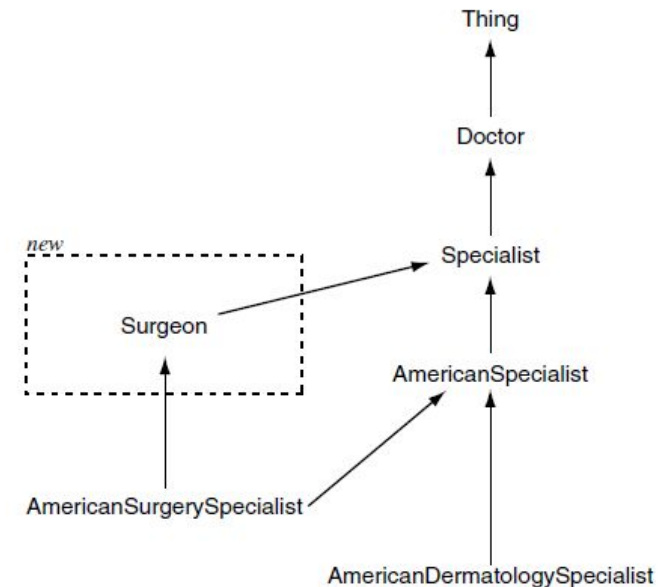 Thing
Doctor
new
Specialist
Surgeon
AmericanSpecialist
AmericanSurgerySpecialist
AmericanDermatologySpecialist